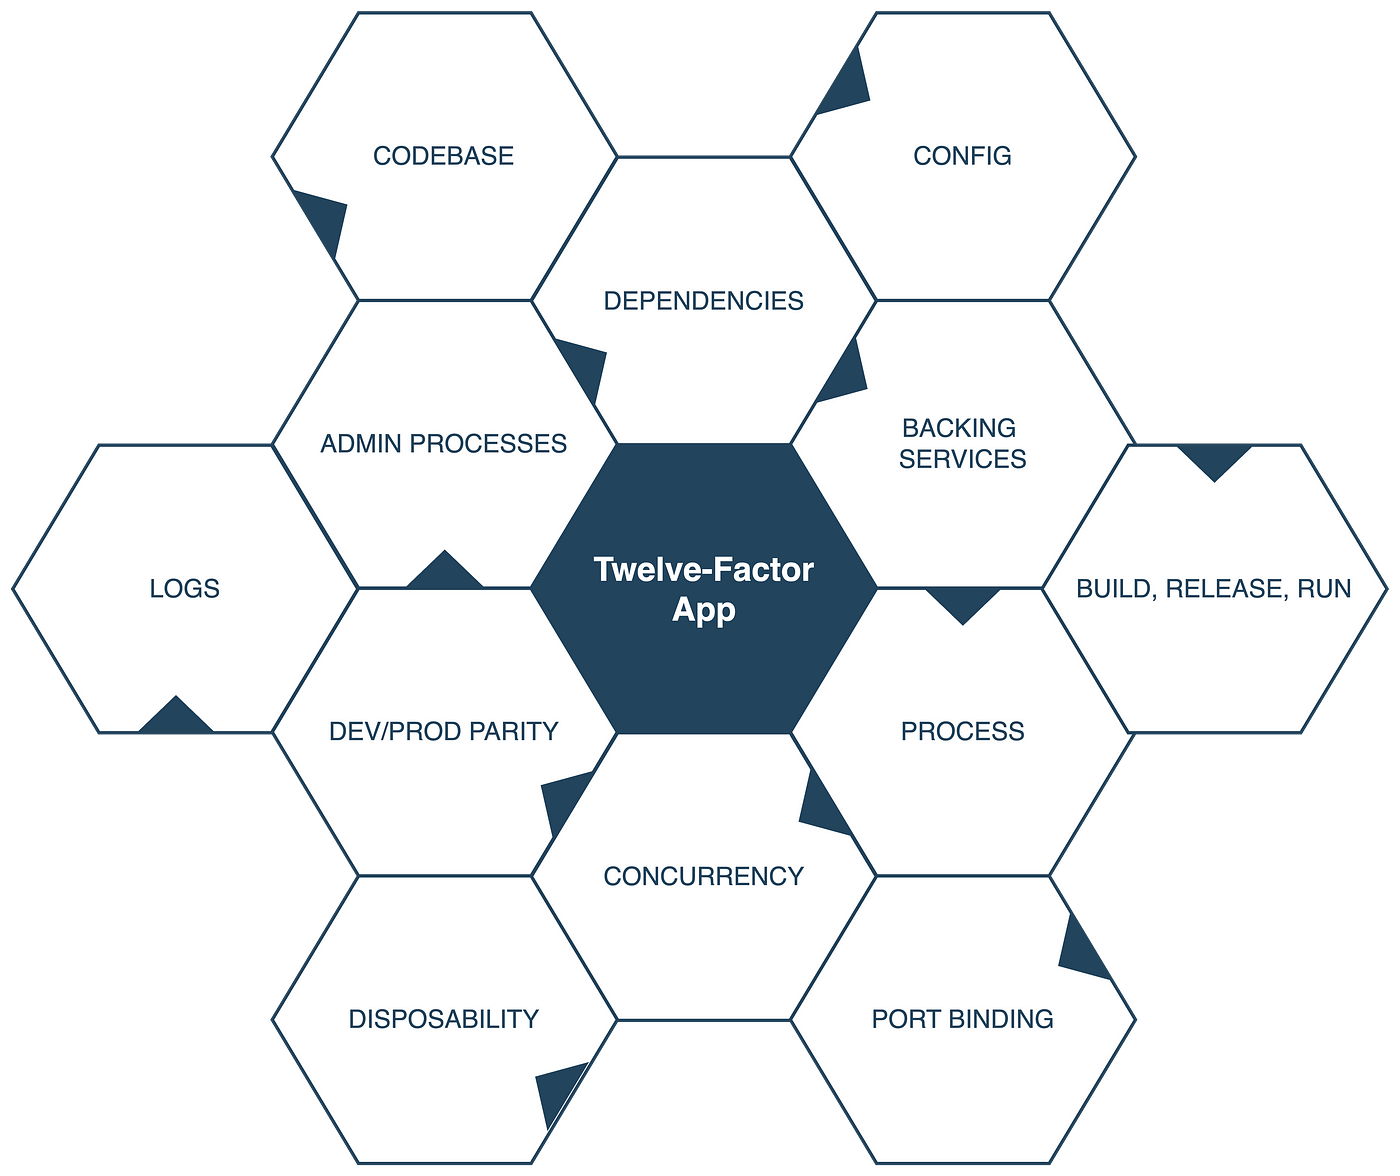 CODEBASE
CONFIG
DEPENDENCIES
ADMIN PROCESSES
BACKING
SERVICES
LOGS
Twelve-Factor
App
BUILD, RELEASE, RUN
DEV/PROD PARITY
PROCESS
CONCURRENCY
DISPOSABILITY
PORT BINDING